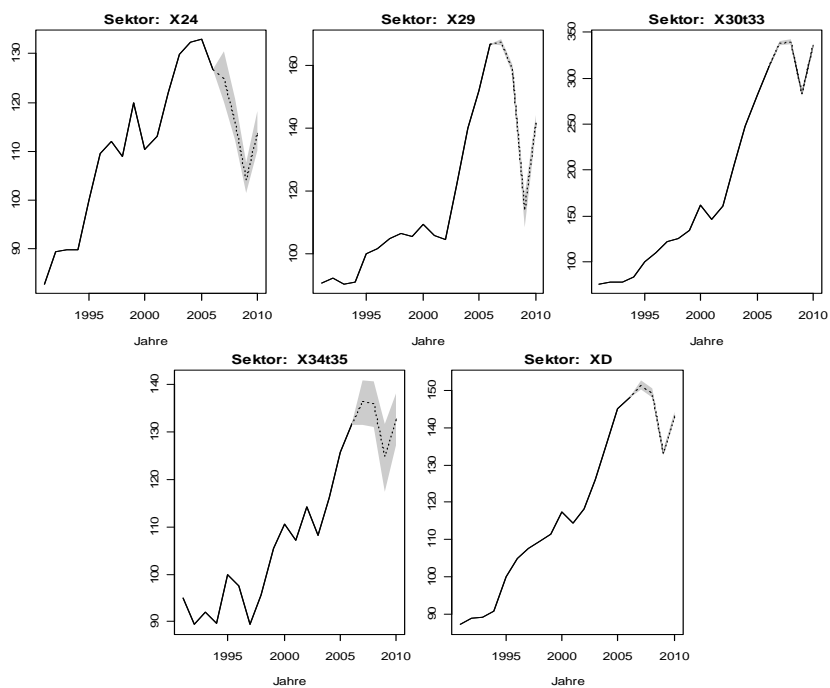 Sektor: X24
90 100 110 120 130
1995 2000 2005 2010
Jahre
Sektor: X29
100 120 140 160
1995 2000 2005 2010
Jahre
Sektor: X30t33
100 150 200 250 300 350
1995 2000 2005 2010
Jahre
Sektor: X34t35
90 100 110 120 130 140
1995 2000 2005 2010
Jahre
Sektor: XD
90 100 110 120 130 140 150
1995 2000 2005 2010
Jahre